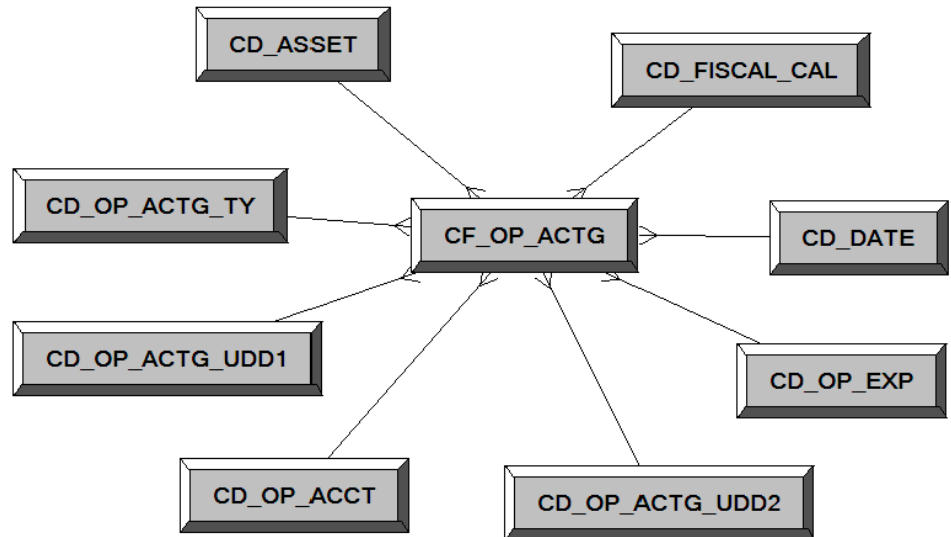 CD_ASSET
CD_FISCAL_CAL
CD_OP_ACTG_TY
CF_OP_ACTG
CD_DATE
CD_OP_ACTG_UDD1
CD_OP_EXP
CD_OP_ACCT
CD_OP_ACTG_UDD2